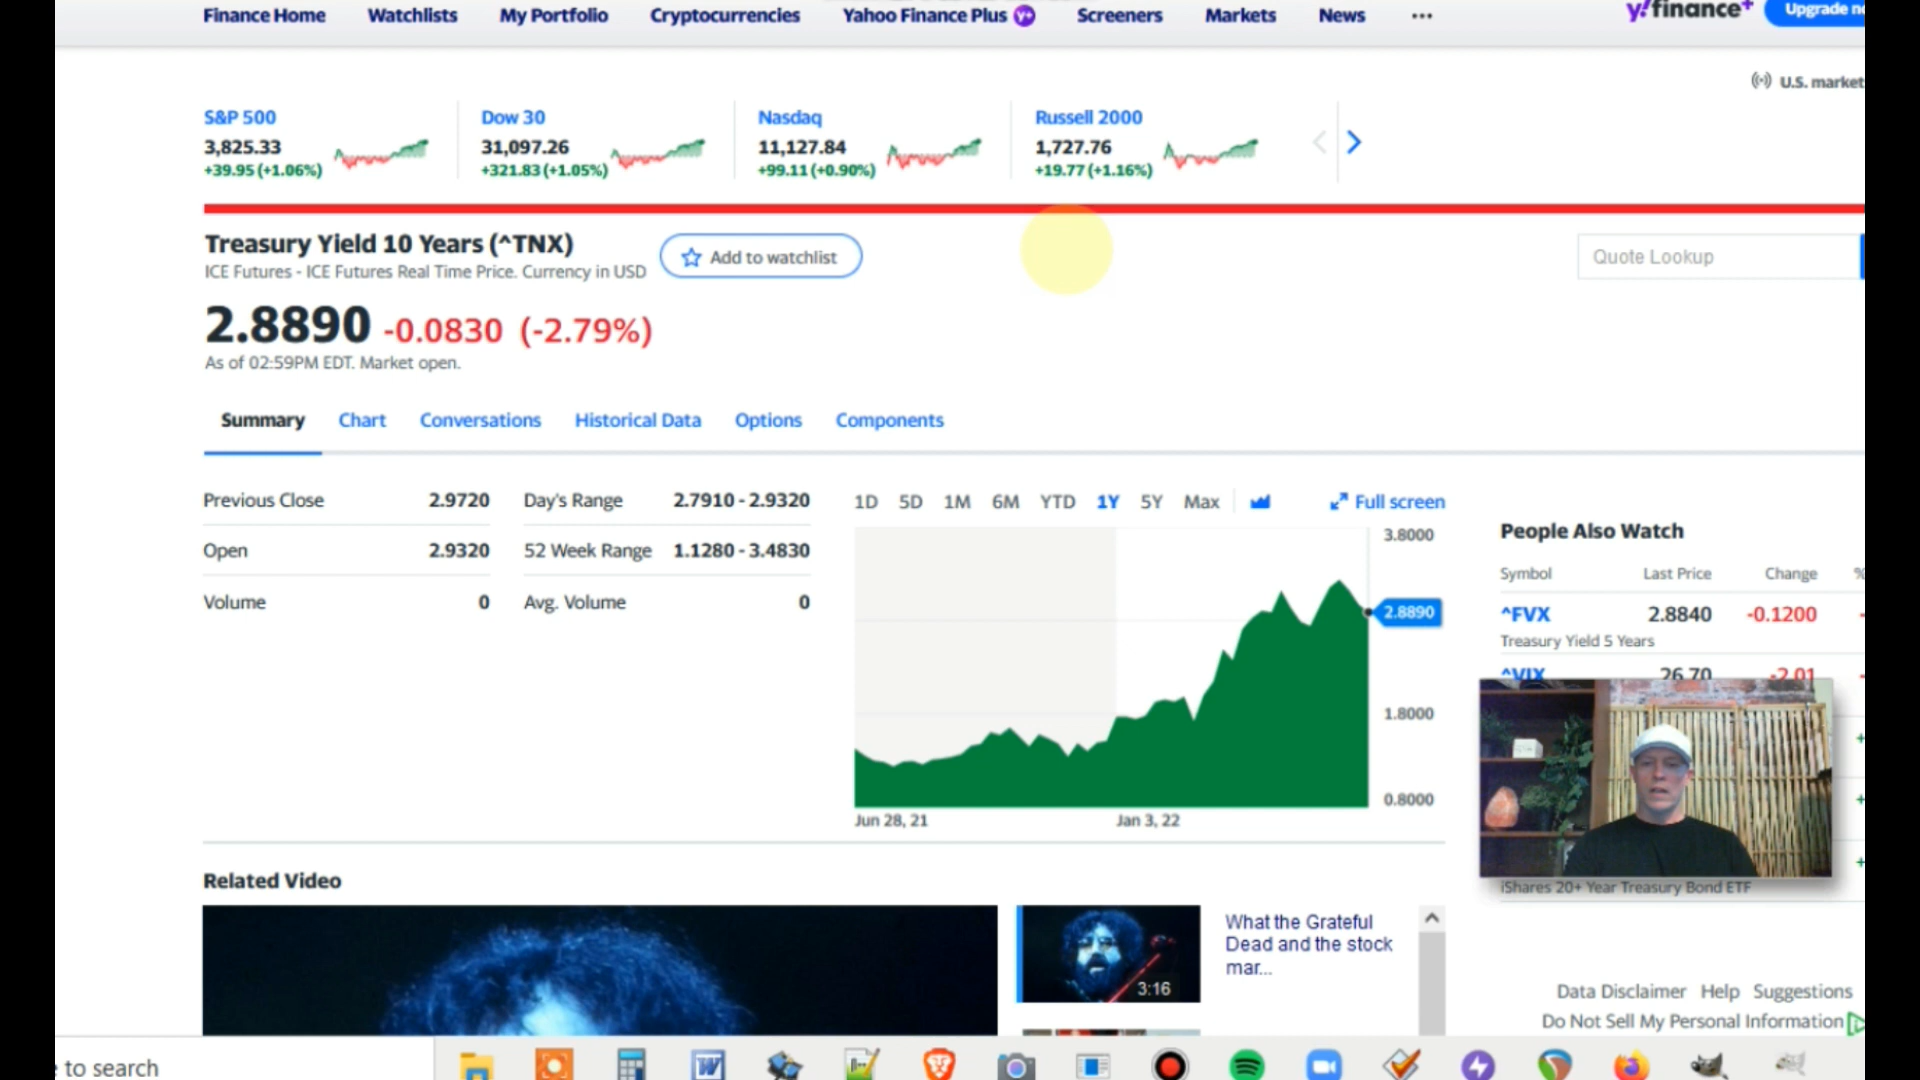 Finance Home Watchlists My Portfolio Cryptocurrencies Yahoo Finance Plus y+ Screeners Markets News ... y!finance+ Upgrade
U.S. market
S&P 500 Dow 30 Nasdaq Russell 2000
3,825.33 31,097.26 11,127.84 1,727.76
+39.95 (+1.06%) +321.83 (+1.05%) +99.11 (+0.90%) +19.77 (+1.16%)
Treasury Yield 10 Years (^TNX)
ICE Futures - ICE Futures Real Time Price. Currency in USD
Add to watchlist
Quote Lookup
2.8890 -0.0830 (-2.79%)
As of 02:59PM EDT. Market open.
Summary Chart Conversations Historical Data Options Components
Previous Close 2.9720
Open 2.9320
Volume 0
Day's Range 2.7910 - 2.9320
52 Week Range 1.1280 - 3.4830
Avg. Volume 0
1D 5D 1M 6M YTD 1Y 5Y Max Full screen
3.8000
2.8890
1.8000
0.8000
Jun 28, 21 Jan 3, 22
People Also Watch
Symbol Last Price Change %
^FVX 2.8840 -0.1200
Treasury Yield 5 Years
^VIX 26.70 -2.01
iShares 20+ Year Treasury Bond ETF
Related Video
3:16
What the Grateful
Dead and the stock
mar...
Data Disclaimer Help Suggestions
Do Not Sell My Personal Information
to search